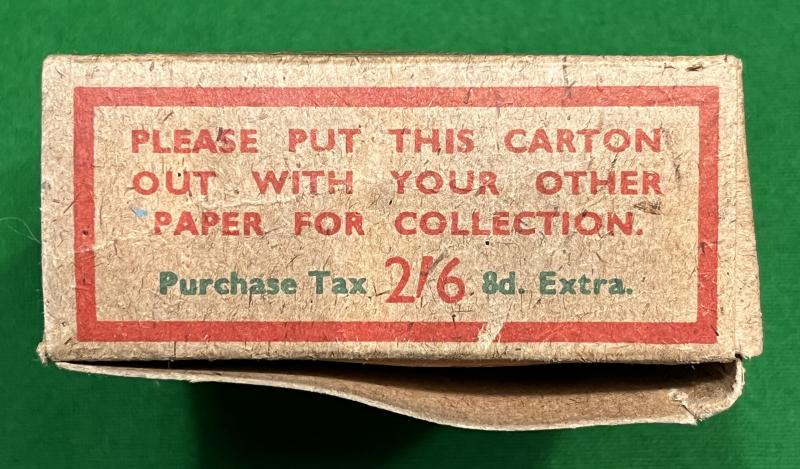 PLEASE PUT THIS CARTON
OUT WITH YOUR OTHER
PAPER FOR COLLECTION.
Purchase Tax 2/6 8d. Extra.